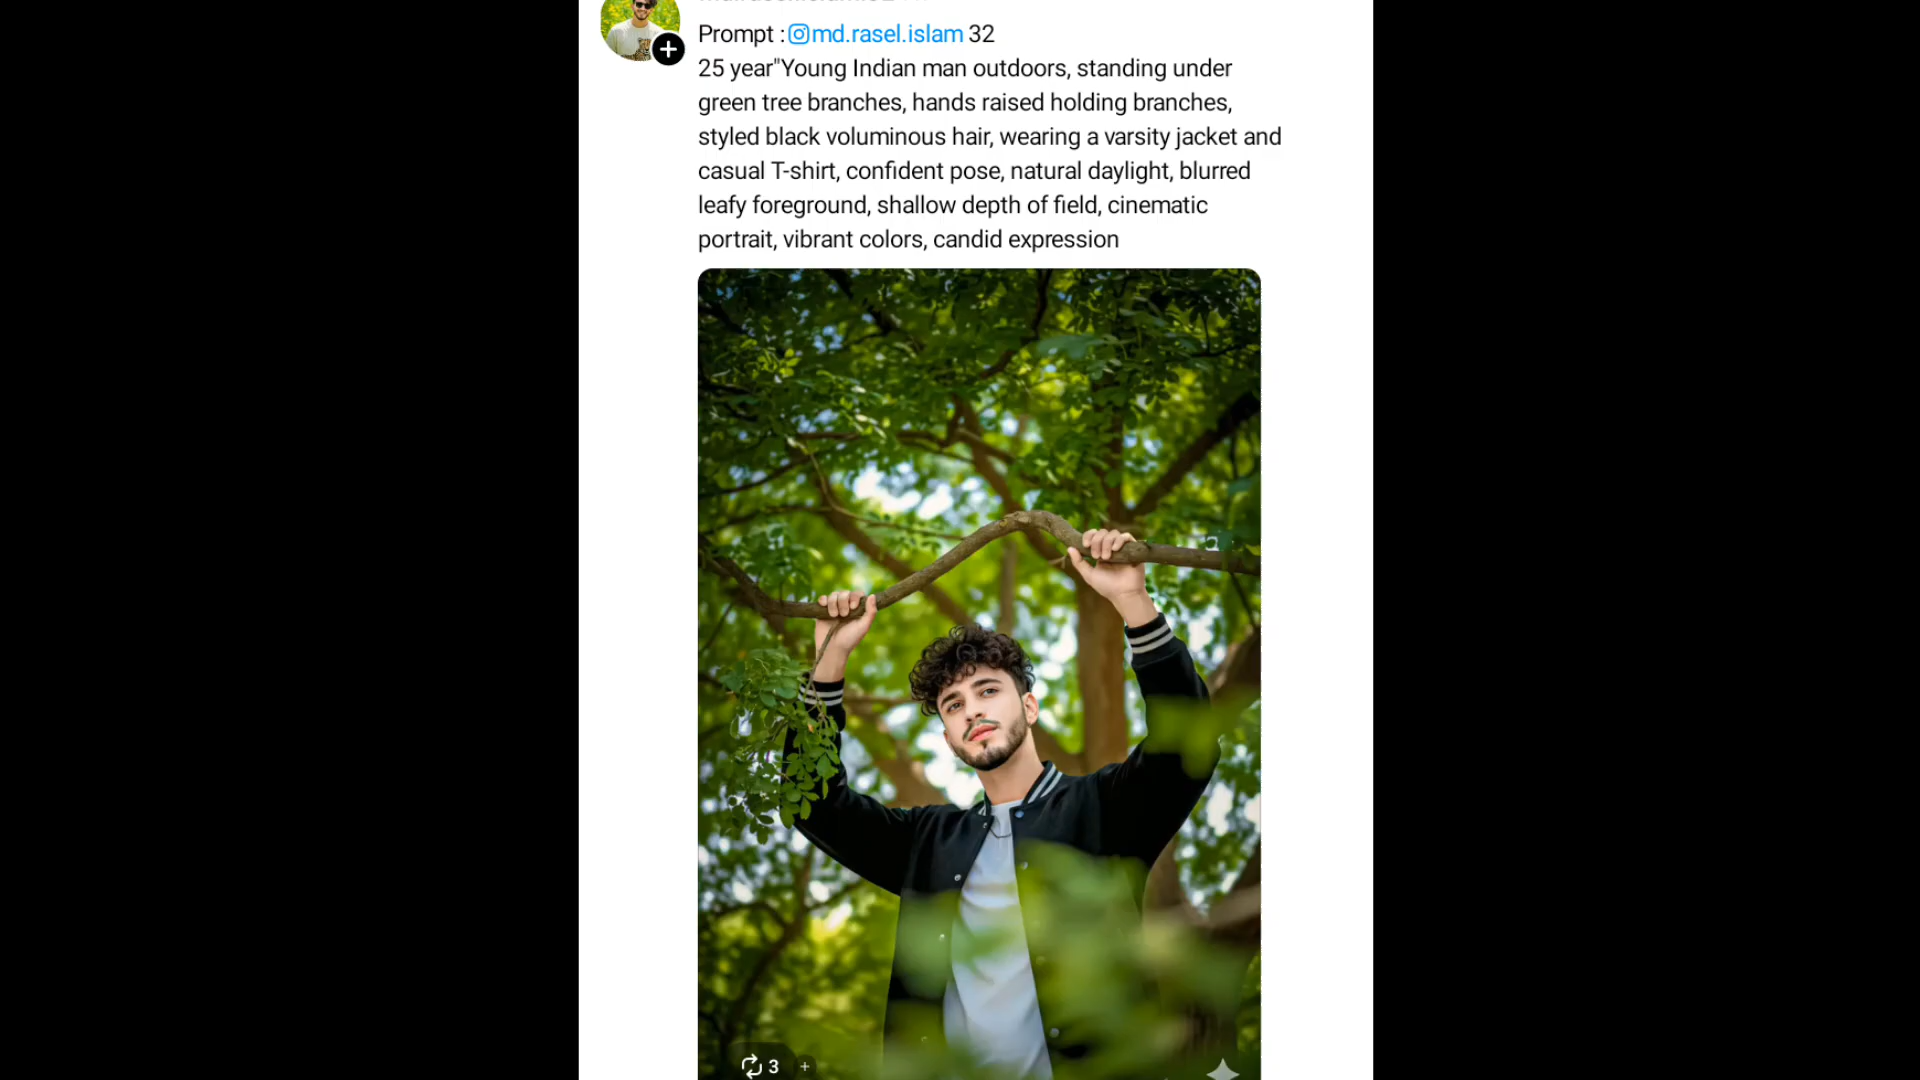 Prompt : md.rasel.islam 32
25 year"Young Indian man outdoors, standing under
green tree branches, hands raised holding branches,
styled black voluminous hair, wearing a varsity jacket and
casual T-shirt, confident pose, natural daylight, blurred
leafy foreground, shallow depth of field, cinematic
portrait, vibrant colors, candid expression
3